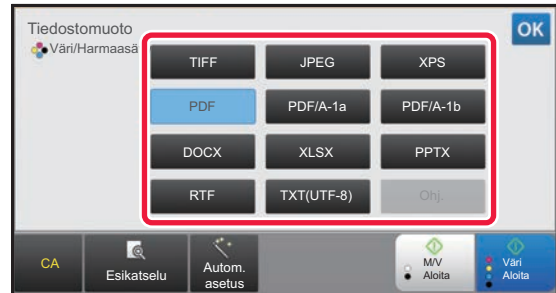 Tiedostomuoto
OK
Väri/Harmaasä
TIFF
JPEG
XPS
PDF
PDF/A-1a
PDF/A-1b
DOCX
XLSX
PPTX
RTF
TXT(UTF-8)
Ohj.
CA
Esikatselu
Autom.
asetus
M/V
Aloita
Väri
Aloita